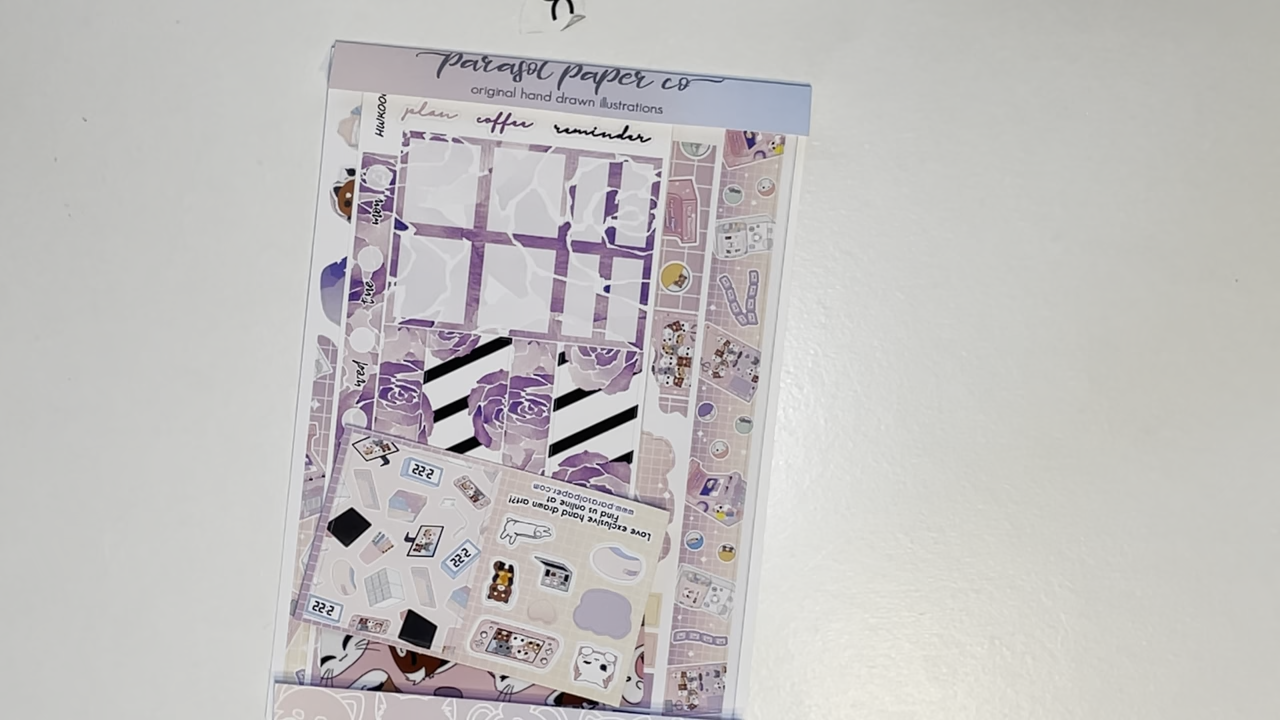 parasol paper co
original hand drawn illustrations
plan coffee reminder
mon
tue
wed
Love exclusive hand drawn art?!
Find us online at
www.parasolpaper.com
22:2
22:2
22:2